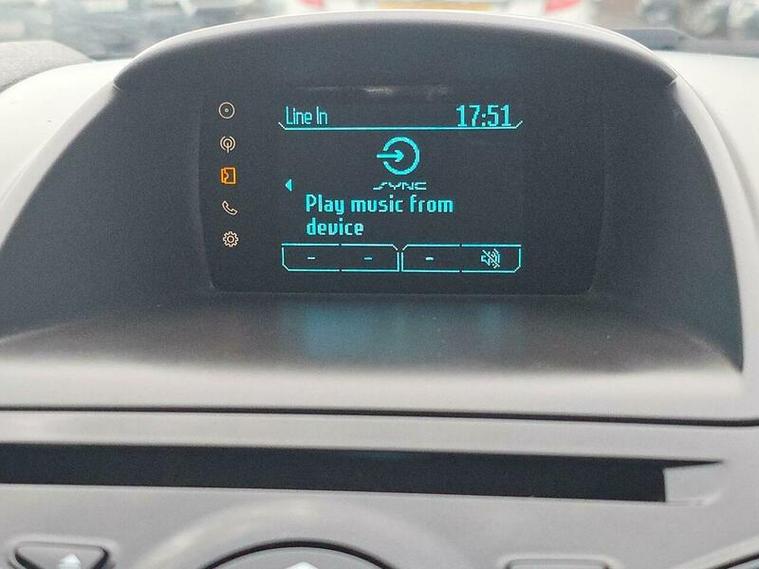 Line In 17:51
SYNC
Play music from
device